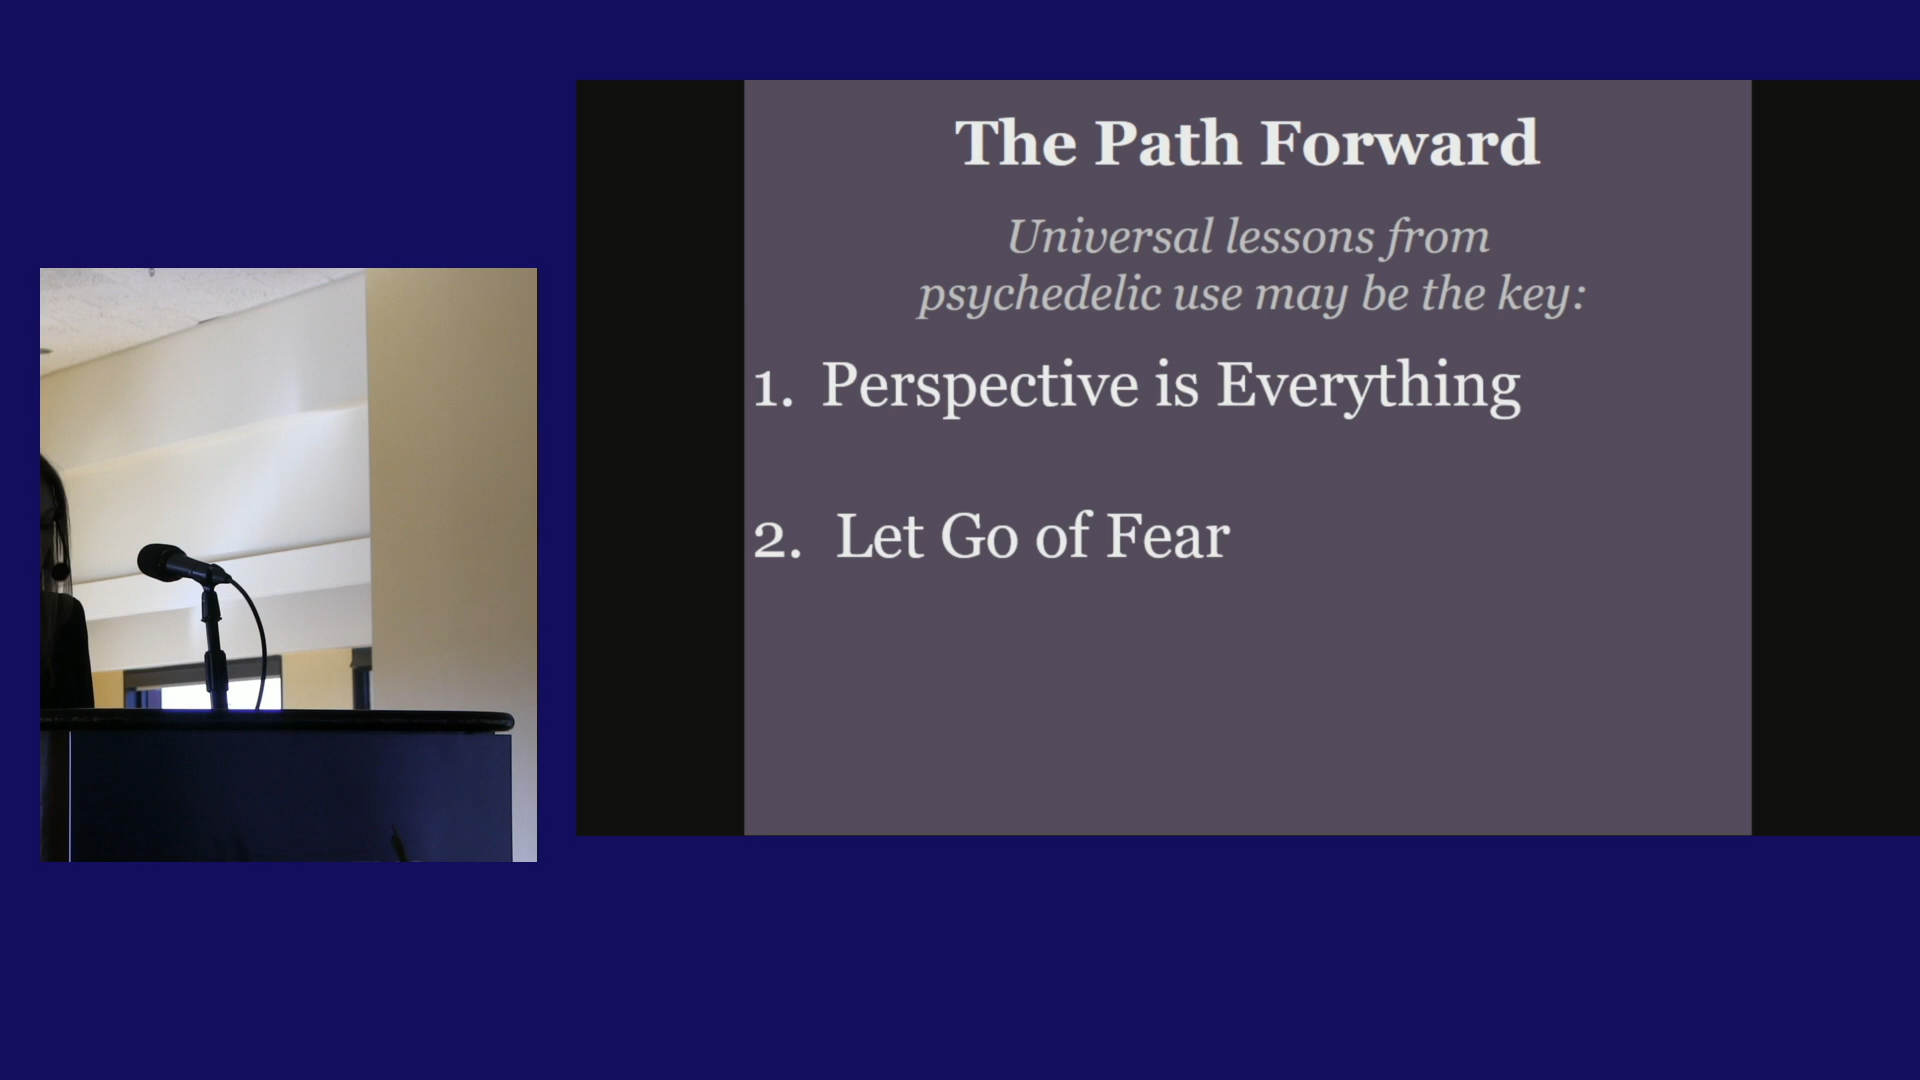 The Path Forward
Universal lessons from
psychedelic use may be the key:
1. Perspective is Everything
2. Let Go of Fear